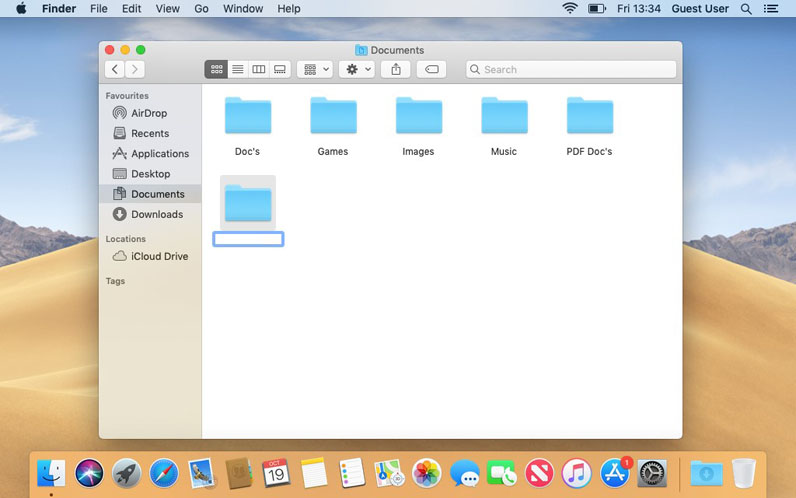 Finder File Edit View Go Window Help Fri 13:34 Guest User
Documents
Search
Favourites
AirDrop
Recents
Applications
Desktop
Documents
Downloads
Locations
iCloud Drive
Tags
Doc's Games Images Music PDF Doc's
OCT
19
1